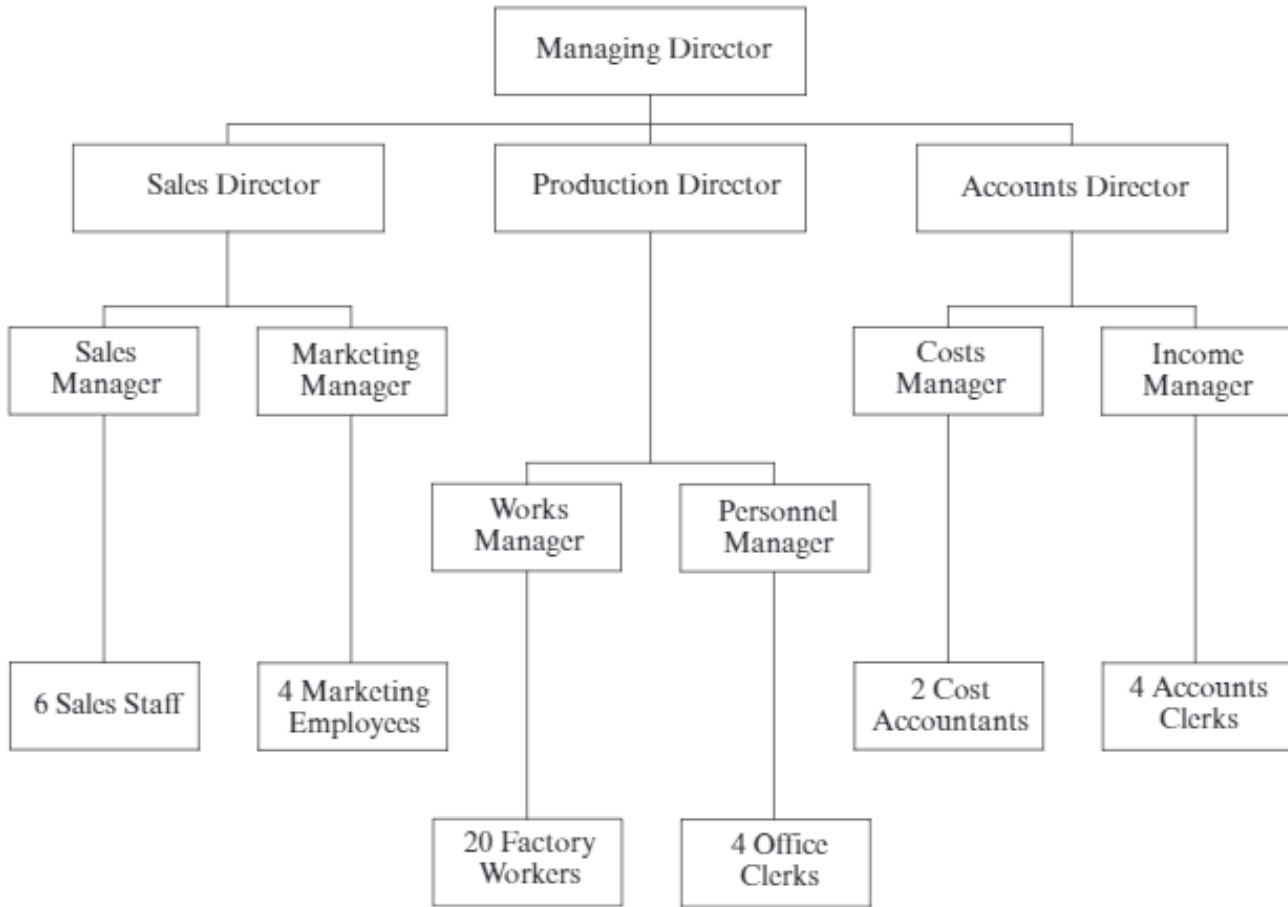 Managing Director
Sales Director
Production Director
Accounts Director
Sales
Manager
Marketing
Manager
Costs
Manager
Income
Manager
Works
Manager
Personnel
Manager
6 Sales Staff
4 Marketing
Employees
2 Cost
Accountants
4 Accounts
Clerks
20 Factory
Workers
4 Office
Clerks